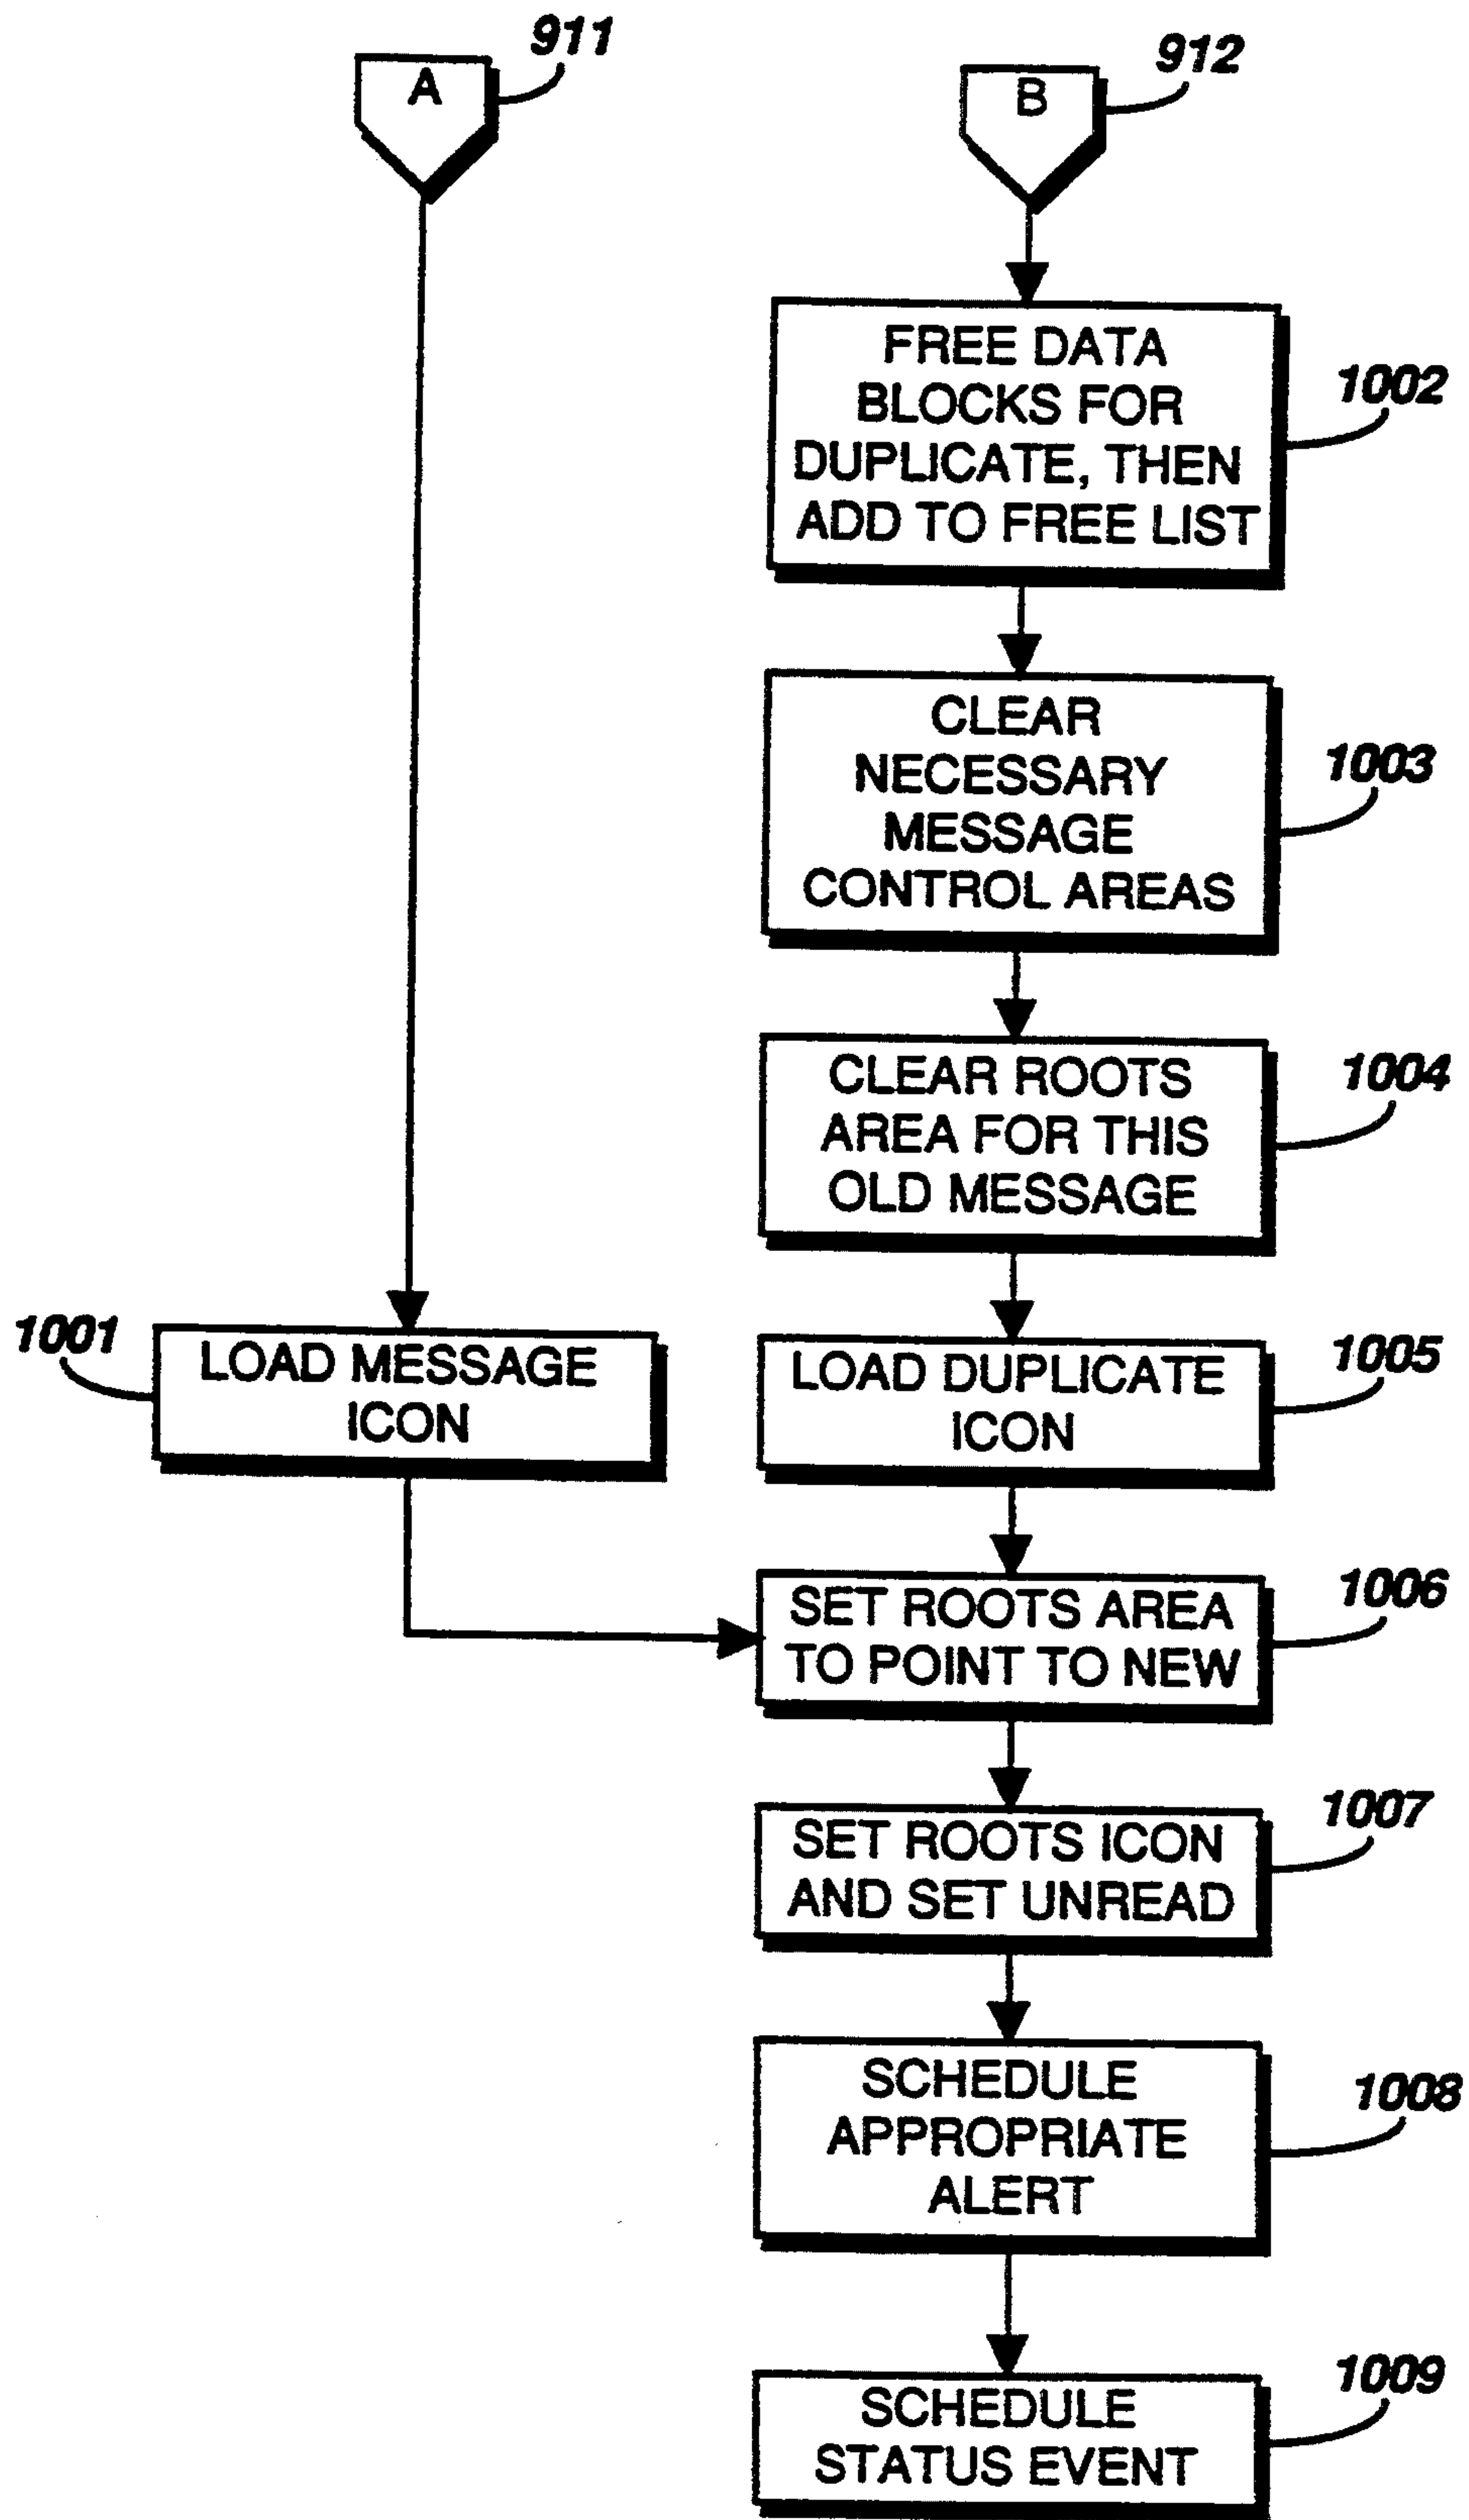 911
A
912
B
FREE DATA
BLOCKS FOR
DUPLICATE, THEN
ADD TO FREE LIST
1002
CLEAR
NECESSARY
MESSAGE
CONTROL AREAS
1003
CLEAR ROOTS
AREA FOR THIS
OLD MESSAGE
1004
1001
LOAD MESSAGE
ICON
LOAD DUPLICATE
ICON
1005
SET ROOTS AREA
TO POINT TO NEW
1006
SET ROOTS ICON
AND SET UNREAD
1007
SCHEDULE
APPROPRIATE
ALERT
1008
SCHEDULE
STATUS EVENT
1009